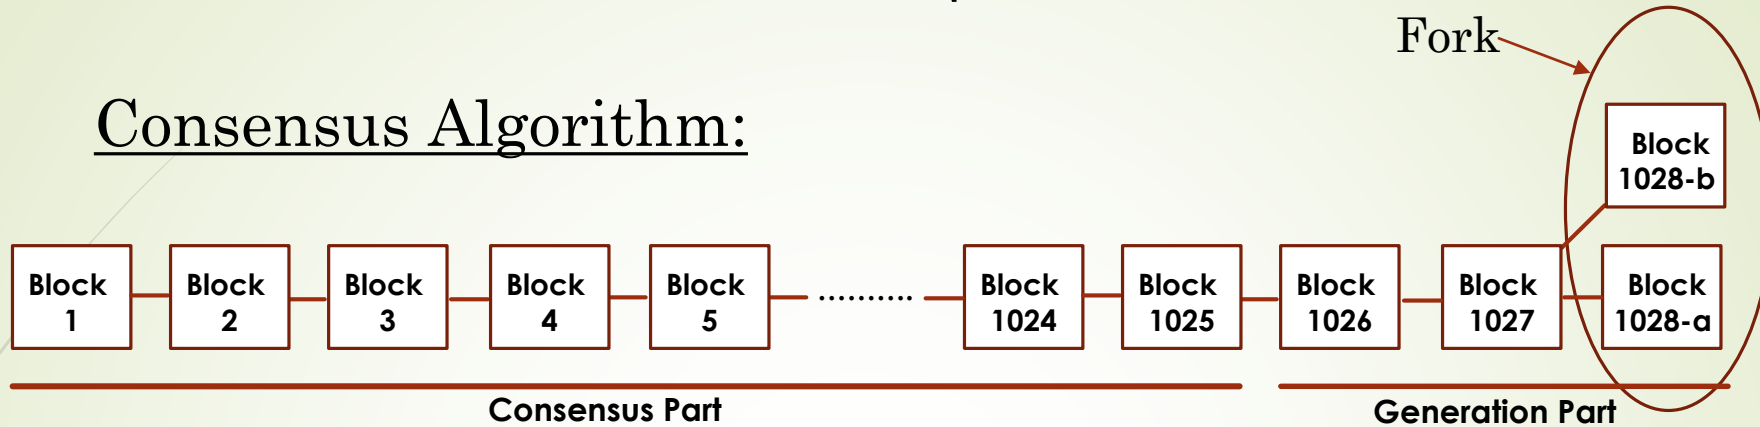 Fork
Consensus Algorithm:
Block
1028-b
Block
1
Block
2
Block
3
Block
4
Block
5
..........
Block
1024
Block
1025
Block
1026
Block
1027
Block
1028-a
Consensus Part
Generation Part